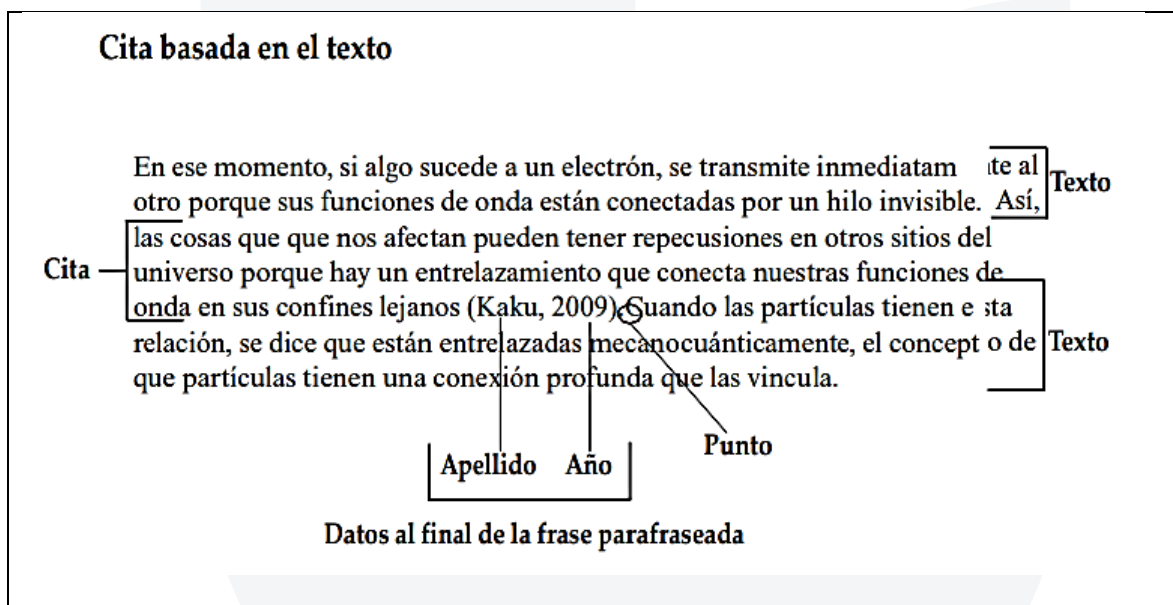 Cita basada en el texto
En ese momento, si algo sucede a un electrón, se transmite inmediatam te al
otro porque sus funciones de onda están conectadas por un hilo invisible. Así,
Texto
las cosas que que nos afectan pueden tener repecusiones en otros sitios del
Cita
universo porque hay un entrelazamiento que conecta nuestras funciones de
onda en sus confines lejanos (Kaku, 2009). Cuando las partículas tienen e sta
relación, se dice que están entrelazadas mecanocuánticamente, el concept o de
Texto
que partículas tienen una conexión profunda que las vincula.
Punto
Apellido Año
Datos al final de la frase parafraseada